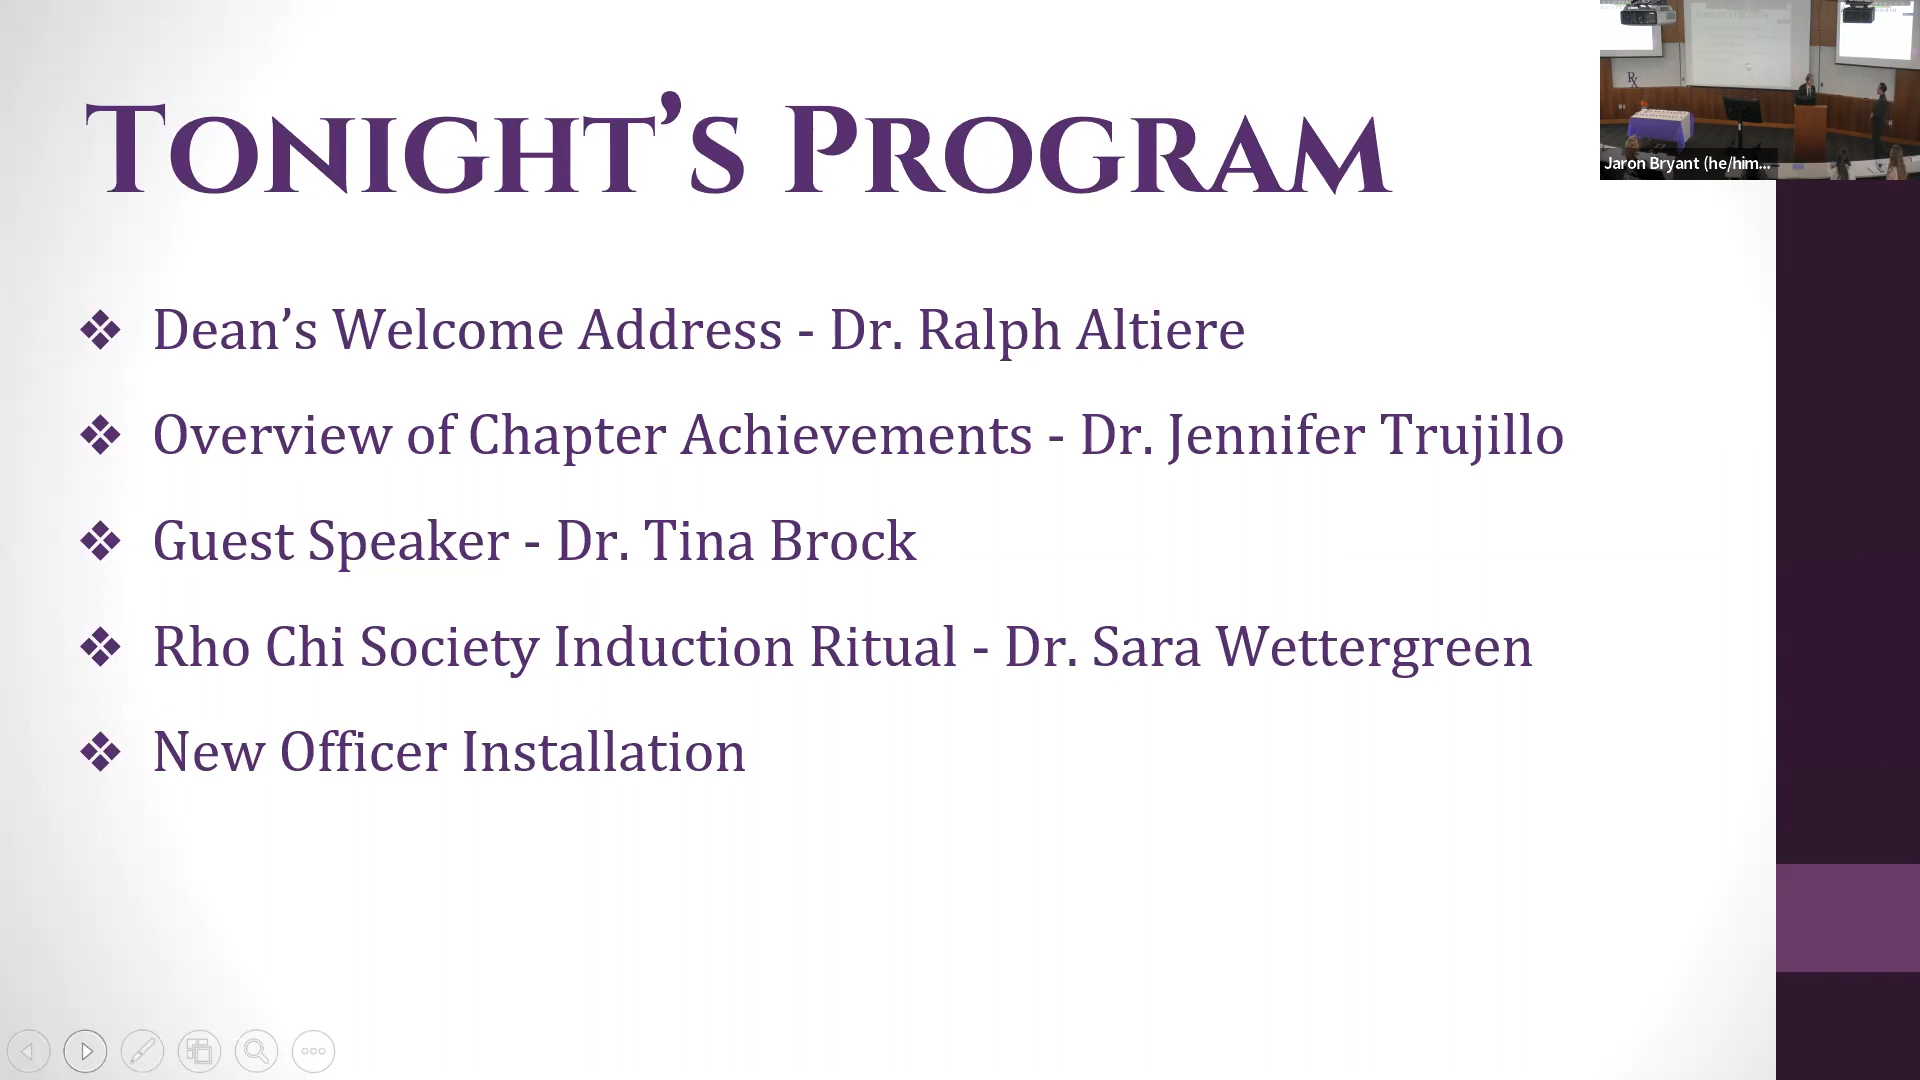 Tonight's Program
❖ Dean's Welcome Address - Dr. Ralph Altiere
❖ Overview of Chapter Achievements - Dr. Jennifer Trujillo
❖ Guest Speaker - Dr. Tina Brock
❖ Rho Chi Society Induction Ritual - Dr. Sara Wettergreen
❖ New Officer Installation
Jaron Bryant (he/him...